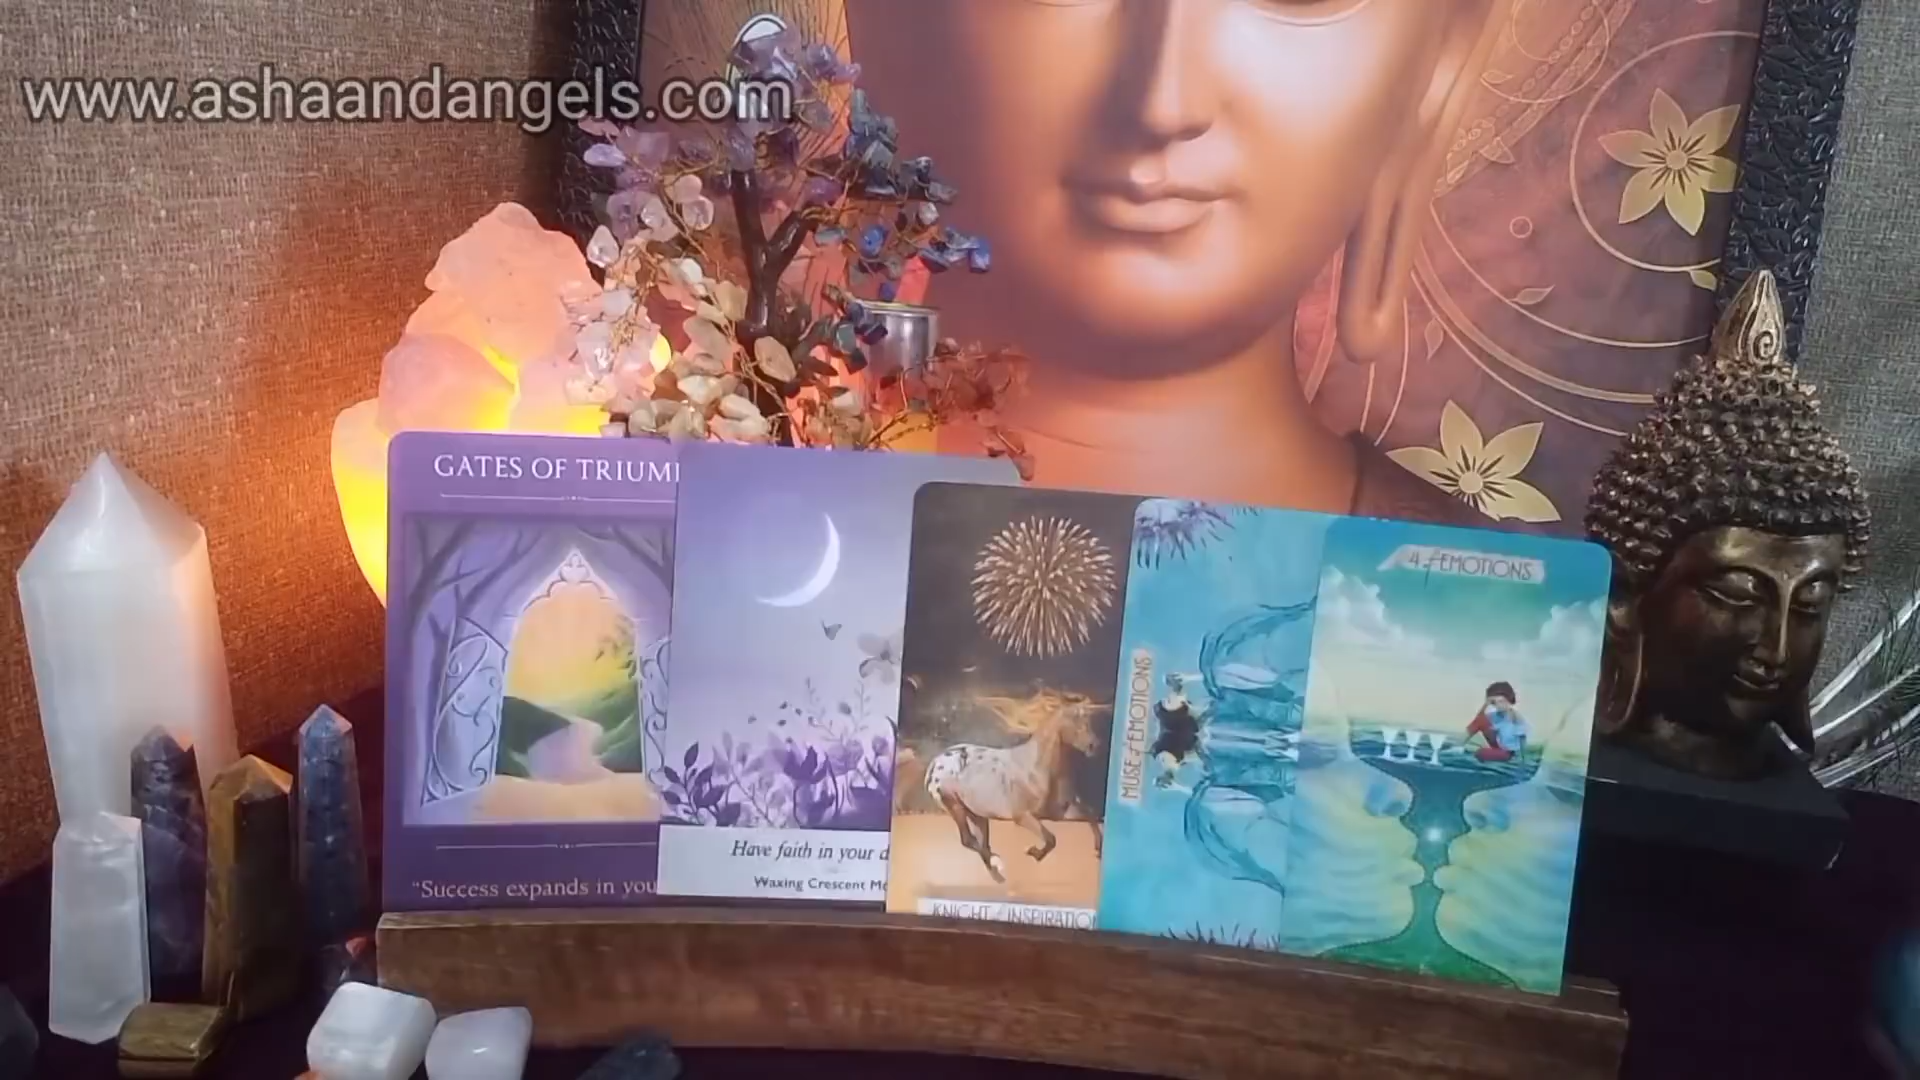 www.ashaandangels.com
GATES OF TRIUM
"Success expands in you
Have faith in your d
Waxing Crescent Mo
KNIGHT of INSPIRATION
MUSE of EMOTIONS
4 of EMOTIONS